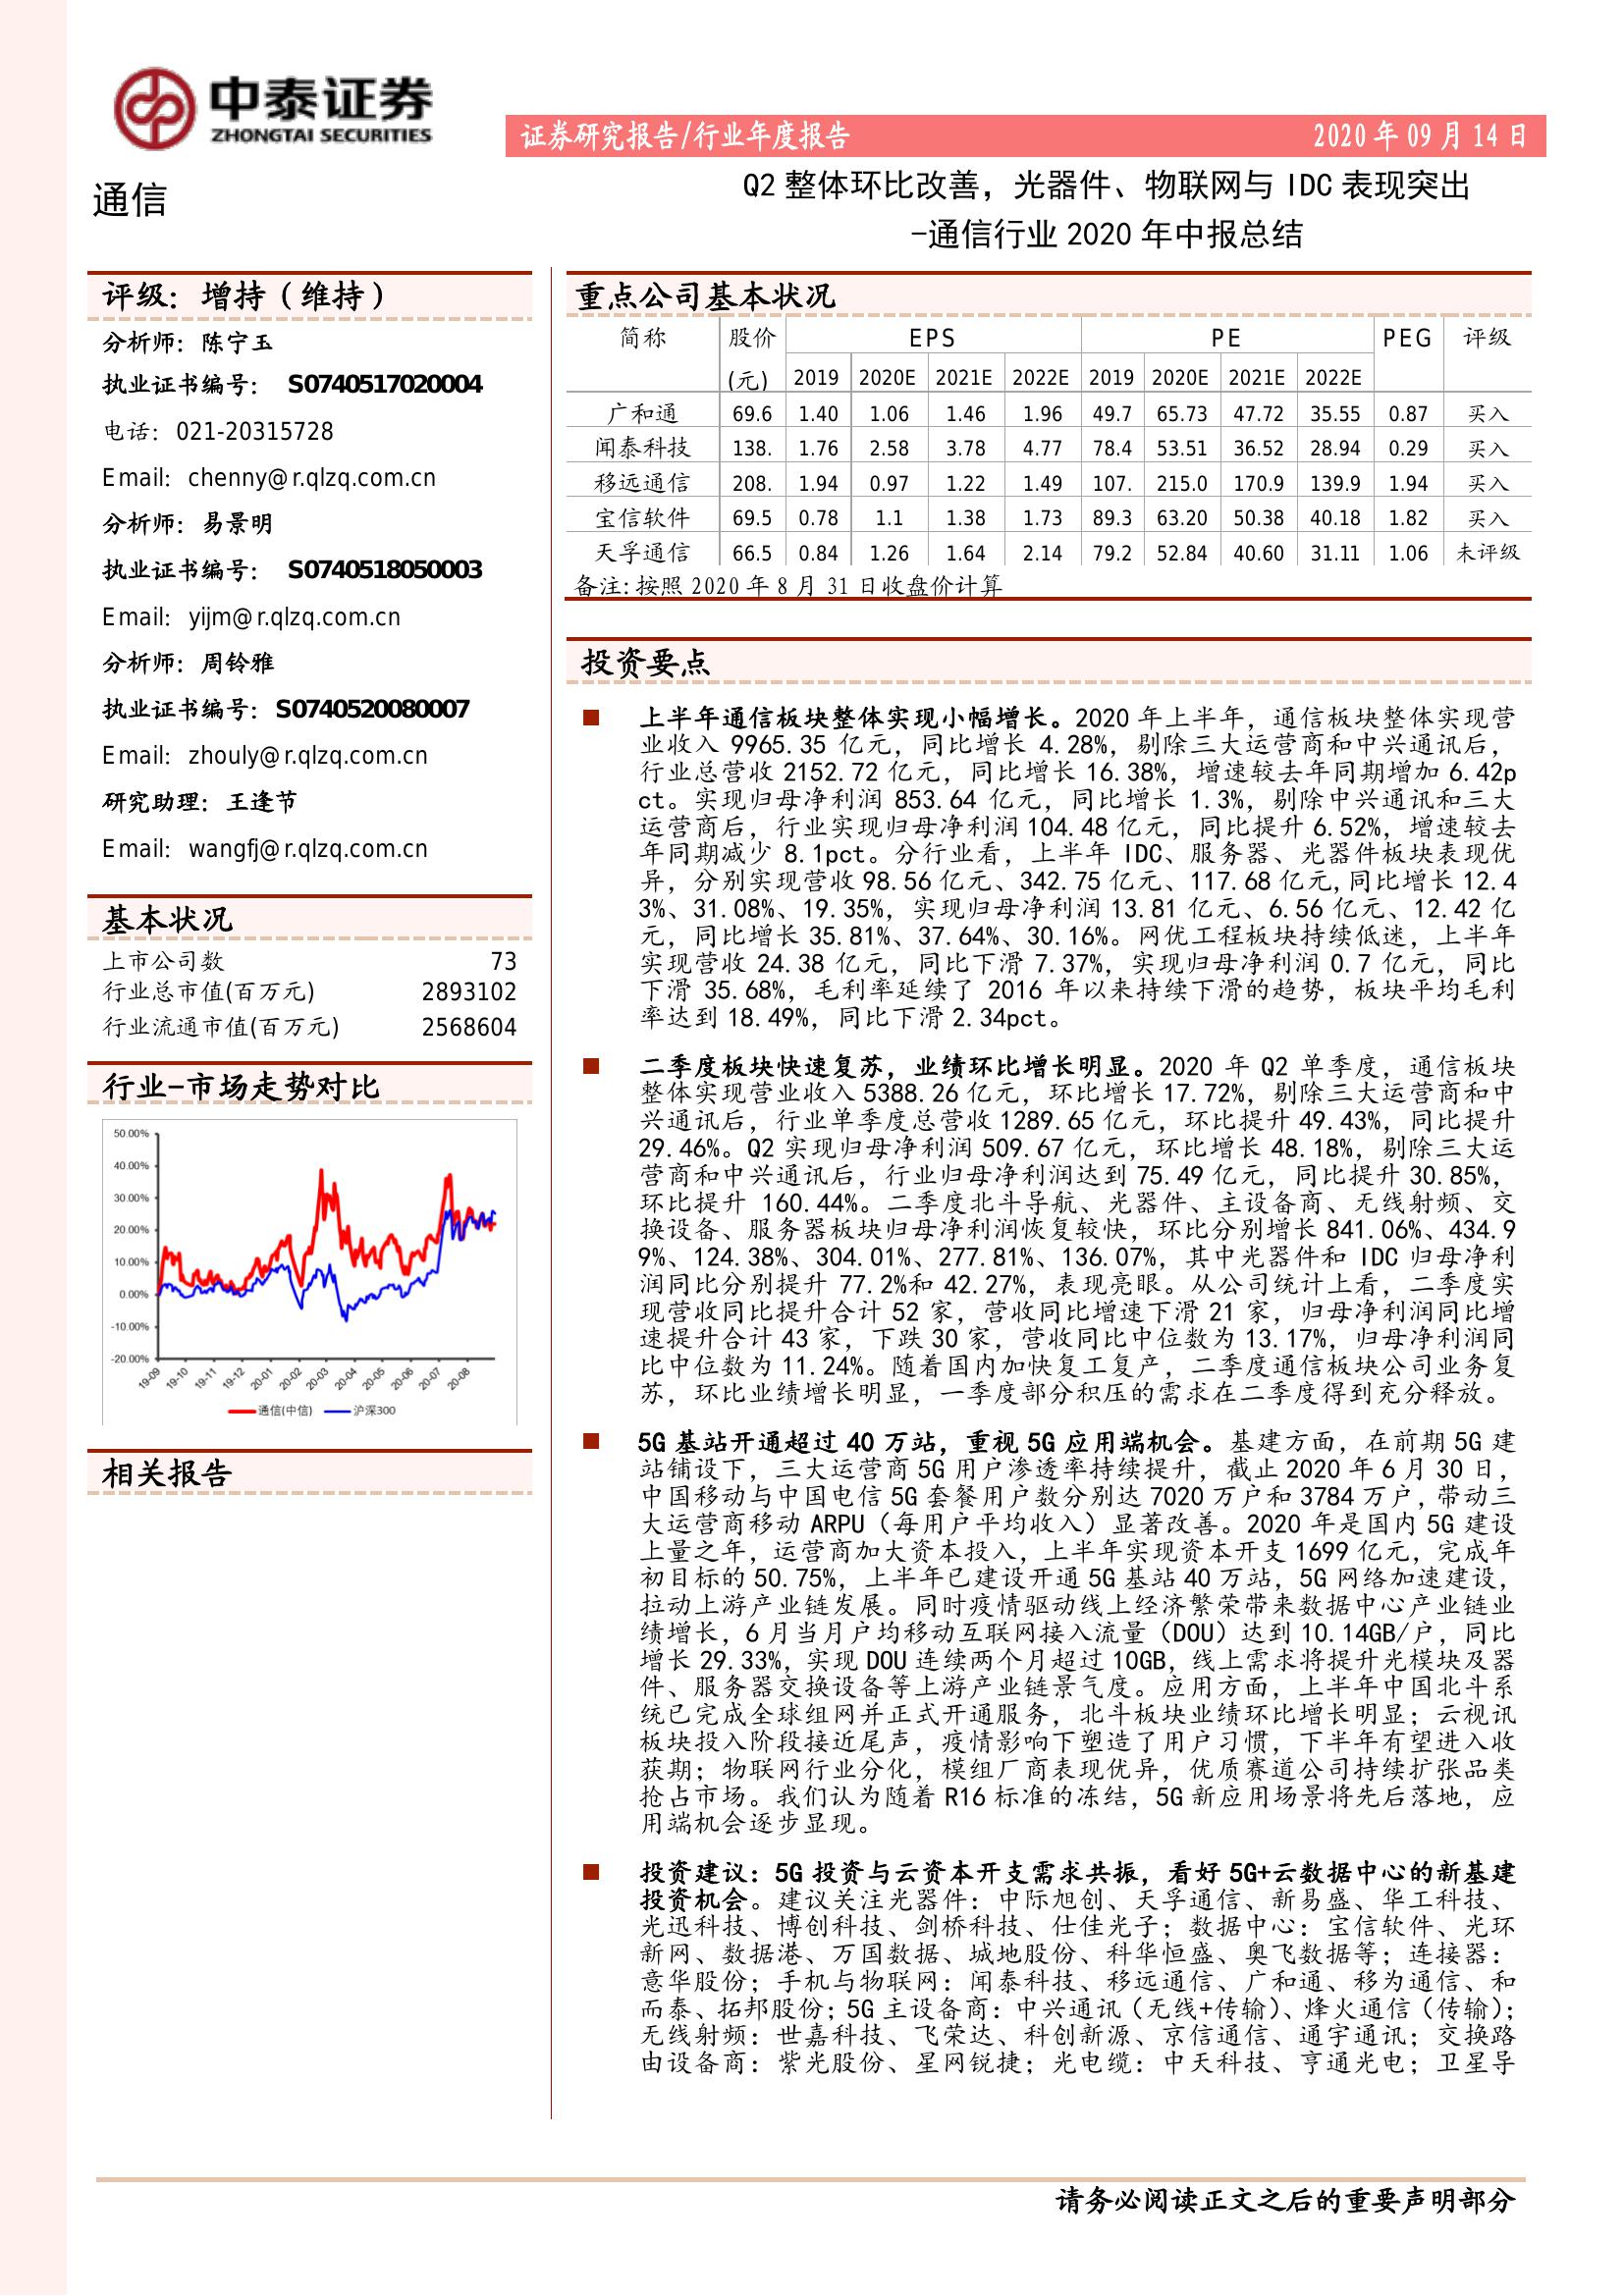 中泰证券
ZHONGTAI SECURITIES
证券研究报告/行业年度报告
2020 年 09 月 14 日
通信
Q2 整体环比改善，光器件、物联网与 IDC 表现突出
-通信行业 2020 年中报总结
评级：增持（维持）
分析师：陈宁玉
执业证书编号： S0740517020004
电话：021-20315728
Email：chenny@r.qlzq.com.cn
分析师：易景明
执业证书编号： S0740518050003
Email：yijm@r.qlzq.com.cn
分析师：周铃雅
执业证书编号：S0740520080007
Email：zhouly@r.qlzq.com.cn
研究助理：王逢节
Email：wangfj@r.qlzq.com.cn
基本状况
上市公司数 73
行业总市值(百万元) 2893102
行业流通市值(百万元) 2568604
行业-市场走势对比
50.00%
40.00%
30.00%
20.00%
10.00%
0.00%
-10.00%
-20.00%
19-09 19-10 19-11 19-12 20-01 20-02 20-03 20-04 20-05 20-06 20-07 20-08
通信(中信) 沪深300
相关报告
重点公司基本状况
简称 股价 EPS PE PEG 评级
(元) 2019 2020E 2021E 2022E 2019 2020E 2021E 2022E
广和通 69.6 1.40 1.06 1.46 1.96 49.7 65.73 47.72 35.55 0.87 买入
闻泰科技 138. 1.76 2.58 3.78 4.77 78.4 53.51 36.52 28.94 0.29 买入
移远通信 208. 1.94 0.97 1.22 1.49 107. 215.0 170.9 139.9 1.94 买入
宝信软件 69.5 0.78 1.1 1.38 1.73 89.3 63.20 50.38 40.18 1.82 买入
天孚通信 66.5 0.84 1.26 1.64 2.14 79.2 52.84 40.60 31.11 1.06 未评级
备注:按照 2020 年 8 月 31 日收盘价计算
投资要点
■ 上半年通信板块整体实现小幅增长。2020 年上半年，通信板块整体实现营
业收入 9965.35 亿元，同比增长 4.28%，剔除三大运营商和中兴通讯后，
行业总营收 2152.72 亿元，同比增长 16.38%，增速较去年同期增加 6.42p
ct。实现归母净利润 853.64 亿元，同比增长 1.3%，剔除中兴通讯和三大
运营商后，行业实现归母净利润 104.48 亿元，同比提升 6.52%，增速较去
年同期减少 8.1pct。分行业看，上半年 IDC、服务器、光器件板块表现优
异，分别实现营收 98.56 亿元、342.75 亿元、117.68 亿元,同比增长 12.4
3%、31.08%、19.35%，实现归母净利润 13.81 亿元、6.56 亿元、12.42 亿
元，同比增长 35.81%、37.64%、30.16%。网优工程板块持续低迷，上半年
实现营收 24.38 亿元，同比下滑 7.37%，实现归母净利润 0.7 亿元，同比
下滑 35.68%，毛利率延续了 2016 年以来持续下滑的趋势，板块平均毛利
率达到 18.49%，同比下滑 2.34pct。
■ 二季度板块快速复苏，业绩环比增长明显。2020 年 Q2 单季度，通信板块
整体实现营业收入 5388.26 亿元，环比增长 17.72%，剔除三大运营商和中
兴通讯后，行业单季度总营收 1289.65 亿元，环比提升 49.43%，同比提升
29.46%。Q2 实现归母净利润 509.67 亿元，环比增长 48.18%，剔除三大运
营商和中兴通讯后，行业归母净利润达到 75.49 亿元，同比提升 30.85%，
环比提升 160.44%。二季度北斗导航、光器件、主设备商、无线射频、交
换设备、服务器板块归母净利润恢复较快，环比分别增长 841.06%、434.9
9%、124.38%、304.01%、277.81%、136.07%，其中光器件和 IDC 归母净利
润同比分别提升 77.2%和 42.27%，表现亮眼。从公司统计上看，二季度实
现营收同比提升合计 52 家，营收同比增速下滑 21 家，归母净利润同比增
速提升合计 43 家，下跌 30 家，营收同比中位数为 13.17%，归母净利润同
比中位数为 11.24%。随着国内加快复工复产，二季度通信板块公司业务复
苏，环比业绩增长明显，一季度部分积压的需求在二季度得到充分释放。
■ 5G 基站开通超过 40 万站，重视 5G 应用端机会。基建方面，在前期 5G 建
站铺设下，三大运营商 5G 用户渗透率持续提升，截止 2020 年 6 月 30 日，
中国移动与中国电信 5G 套餐用户数分别达 7020 万户和 3784 万户,带动三
大运营商移动 ARPU（每用户平均收入）显著改善。2020 年是国内 5G 建设
上量之年，运营商加大资本投入，上半年实现资本开支 1699 亿元，完成年
初目标的 50.75%，上半年已建设开通 5G 基站 40 万站，5G 网络加速建设，
拉动上游产业链发展。同时疫情驱动线上经济繁荣带来数据中心产业链业
绩增长，6 月当月户均移动互联网接入流量（DOU）达到 10.14GB/户，同比
增长 29.33%，实现 DOU 连续两个月超过 10GB，线上需求将提升光模块及器
件、服务器交换设备等上游产业链景气度。应用方面，上半年中国北斗系
统已完成全球组网并正式开通服务，北斗板块业绩环比增长明显；云视讯
板块投入阶段接近尾声，疫情影响下塑造了用户习惯，下半年有望进入收
获期；物联网行业分化，模组厂商表现优异，优质赛道公司持续扩张品类
抢占市场。我们认为随着 R16 标准的冻结，5G 新应用场景将先后落地，应
用端机会逐步显现。
■ 投资建议：5G 投资与云资本开支需求共振，看好 5G+云数据中心的新基建
投资机会。建议关注光器件：中际旭创、天孚通信、新易盛、华工科技、
光迅科技、博创科技、剑桥科技、仕佳光子；数据中心：宝信软件、光环
新网、数据港、万国数据、城地股份、科华恒盛、奥飞数据等；连接器：
意华股份；手机与物联网：闻泰科技、移远通信、广和通、移为通信、和
而泰、拓邦股份；5G 主设备商：中兴通讯（无线+传输）、烽火通信（传输）；
无线射频：世嘉科技、飞荣达、科创新源、京信通信、通宇通讯；交换路
由设备商：紫光股份、星网锐捷；光电缆：中天科技、亨通光电；卫星导
请务必阅读正文之后的重要声明部分